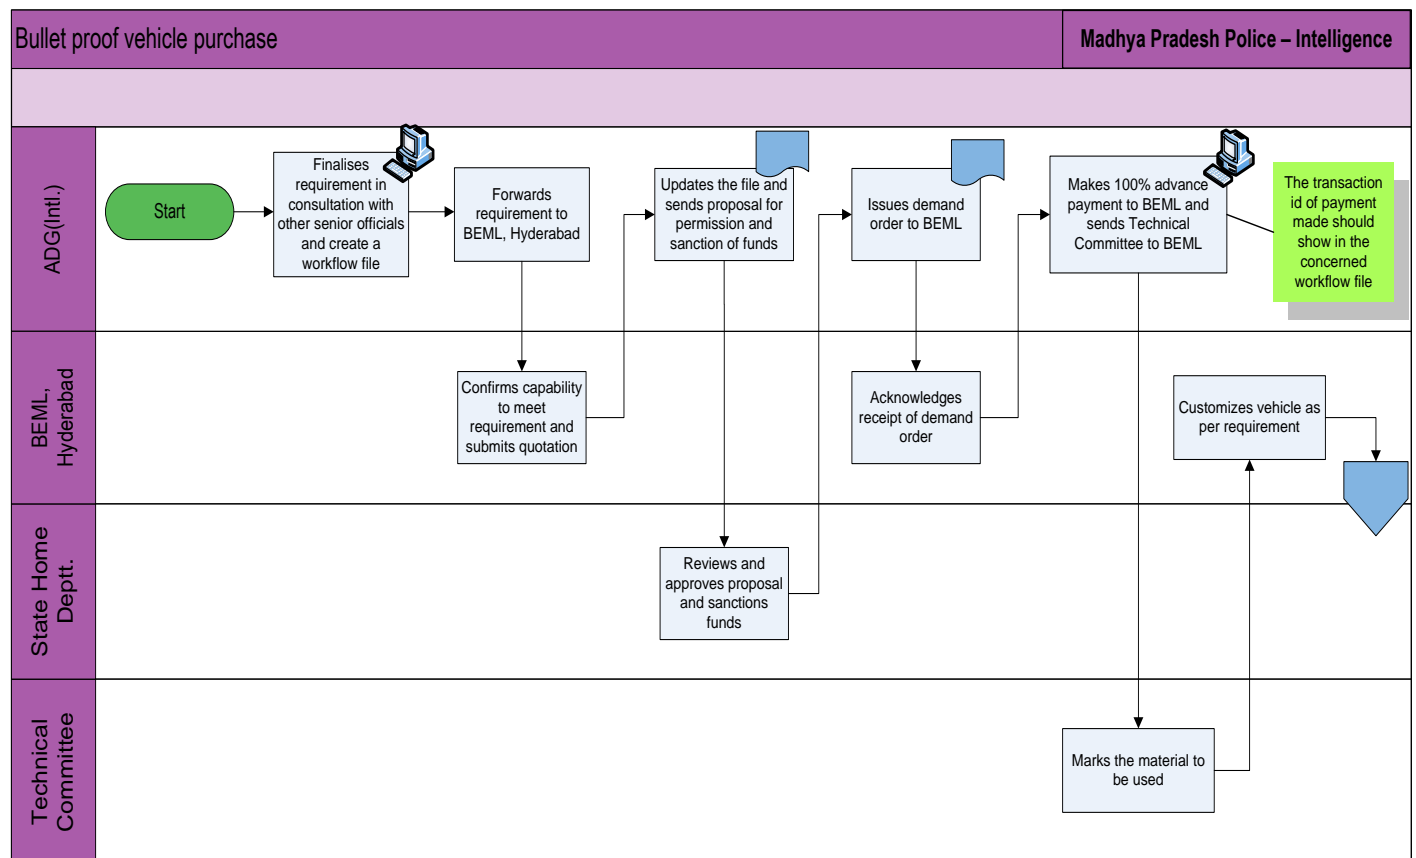 Bullet proof vehicle purchase
Madhya Pradesh Police – Intelligence
ADG(Intl.)
Start
Finalises
requirement in
consultation with
other senior officials
and create a
workflow file
Forwards
requirement to
BEML, Hyderabad
Updates the file and
sends proposal for
permission and
sanction of funds
Issues demand
order to BEML
Makes 100% advance
payment to BEML and
sends Technical
Committee to BEML
The transaction
id of payment
made should
show in the
concerned
workflow file
BEML,
Hyderabad
Confirms capability
to meet
requirement and
submits quotation
Acknowledges
receipt of demand
order
Customizes vehicle as
per requirement
State Home
Deptt.
Reviews and
approves proposal
and sanctions
funds
Technical
Committee
Marks the material to
be used